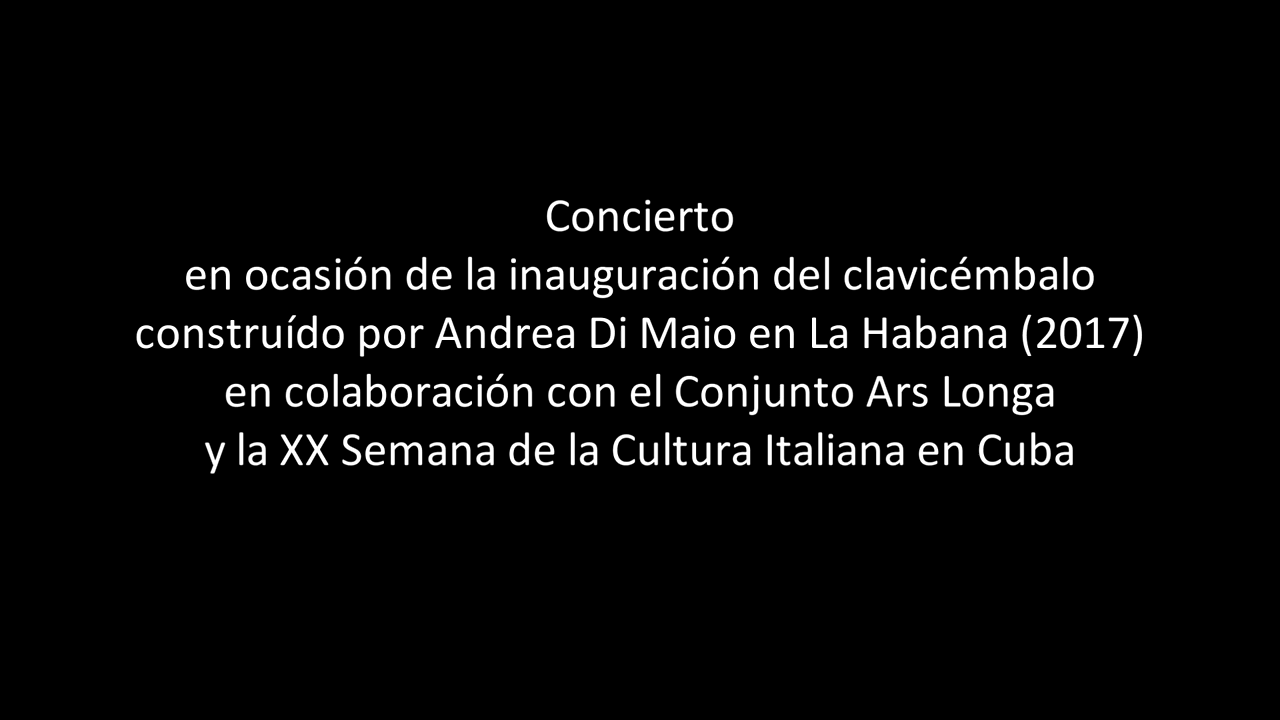 Concierto
en ocasión de la inauguración del clavicémbalo
construído por Andrea Di Maio en La Habana (2017)
en colaboración con el Conjunto Ars Longa
y la XX Semana de la Cultura Italiana en Cuba